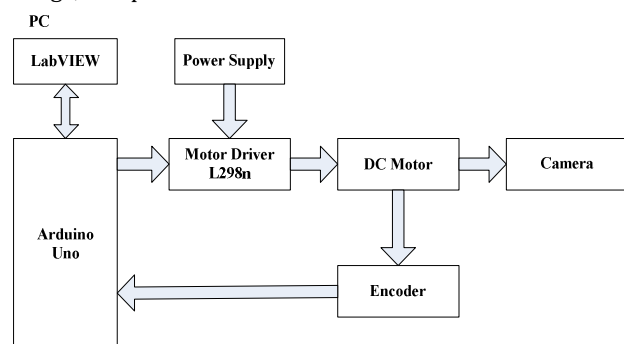 PC
LabVIEW
Power Supply
Motor Driver
L298n
DC Motor
Camera
Arduino
Uno
Encoder